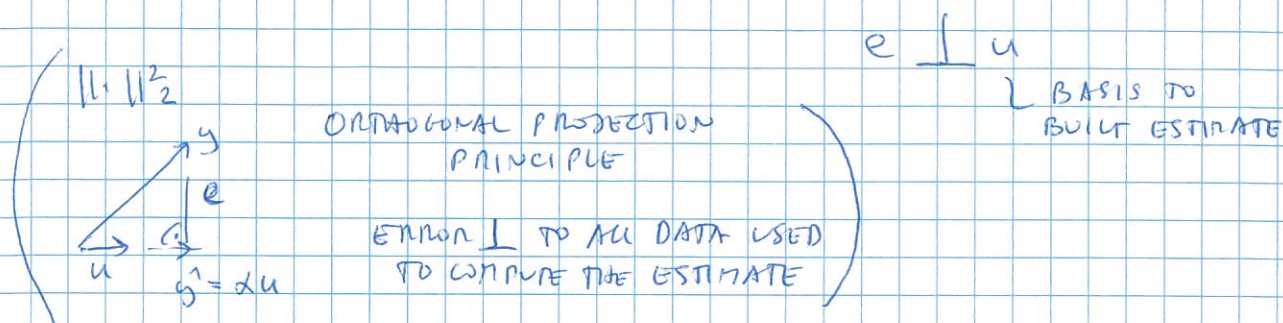 e ⊥ u
BASIS TO
BUILT ESTIMATE
||·||²₂
ORTHOGONAL PROJECTION
PRINCIPLE
y
e
u
ŷ = αu
ERROR ⊥ TO ALL DATA USED
TO COMPUTE THE ESTIMATE